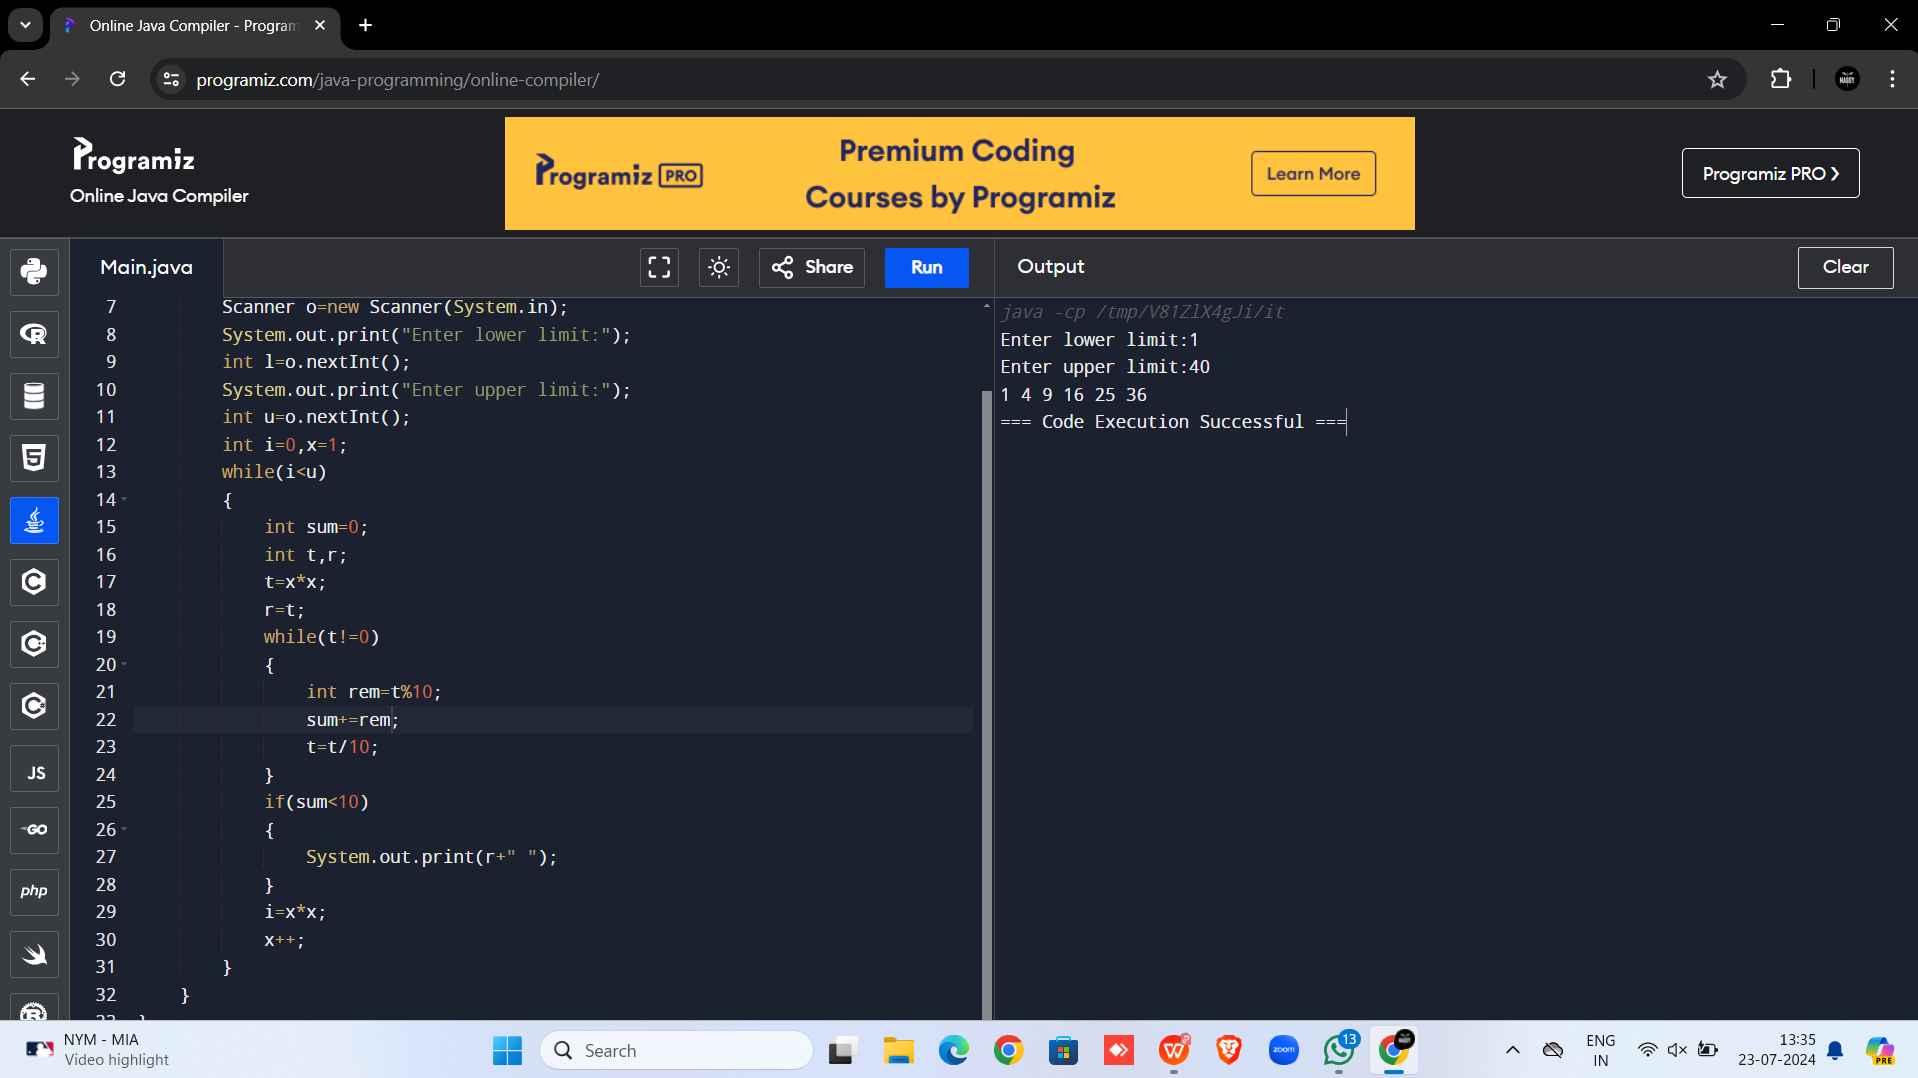 Online Java Compiler - Program
programiz.com/java-programming/online-compiler/
Programiz
Online Java Compiler
Programiz PRO
Premium Coding
Courses by Programiz
Learn More
Programiz PRO
Main.java
Share
Run
Output
Clear
7 Scanner o=new Scanner(System.in);
8 System.out.print("Enter lower limit:");
9 int l=o.nextInt();
10 System.out.print("Enter upper limit:");
11 int u=o.nextInt();
12 int i=0,x=1;
13 while(i<u)
14 {
15 int sum=0;
16 int t,r;
17 t=x*x;
18 r=t;
19 while(t!=0)
20 {
21 int rem=t%10;
22 sum+=rem;
23 t=t/10;
24 }
25 if(sum<10)
26 {
27 System.out.print(r+" ");
28 }
29 i=x*x;
30 x++;
31 }
32 }
java -cp /tmp/V81ZlX4gJi/it
Enter lower limit:1
Enter upper limit:40
1 4 9 16 25 36
=== Code Execution Successful ===
JS
GO
php
NYM - MIA
Video highlight
Search
zoom
13
ENG
IN
13:35
23-07-2024
PRE